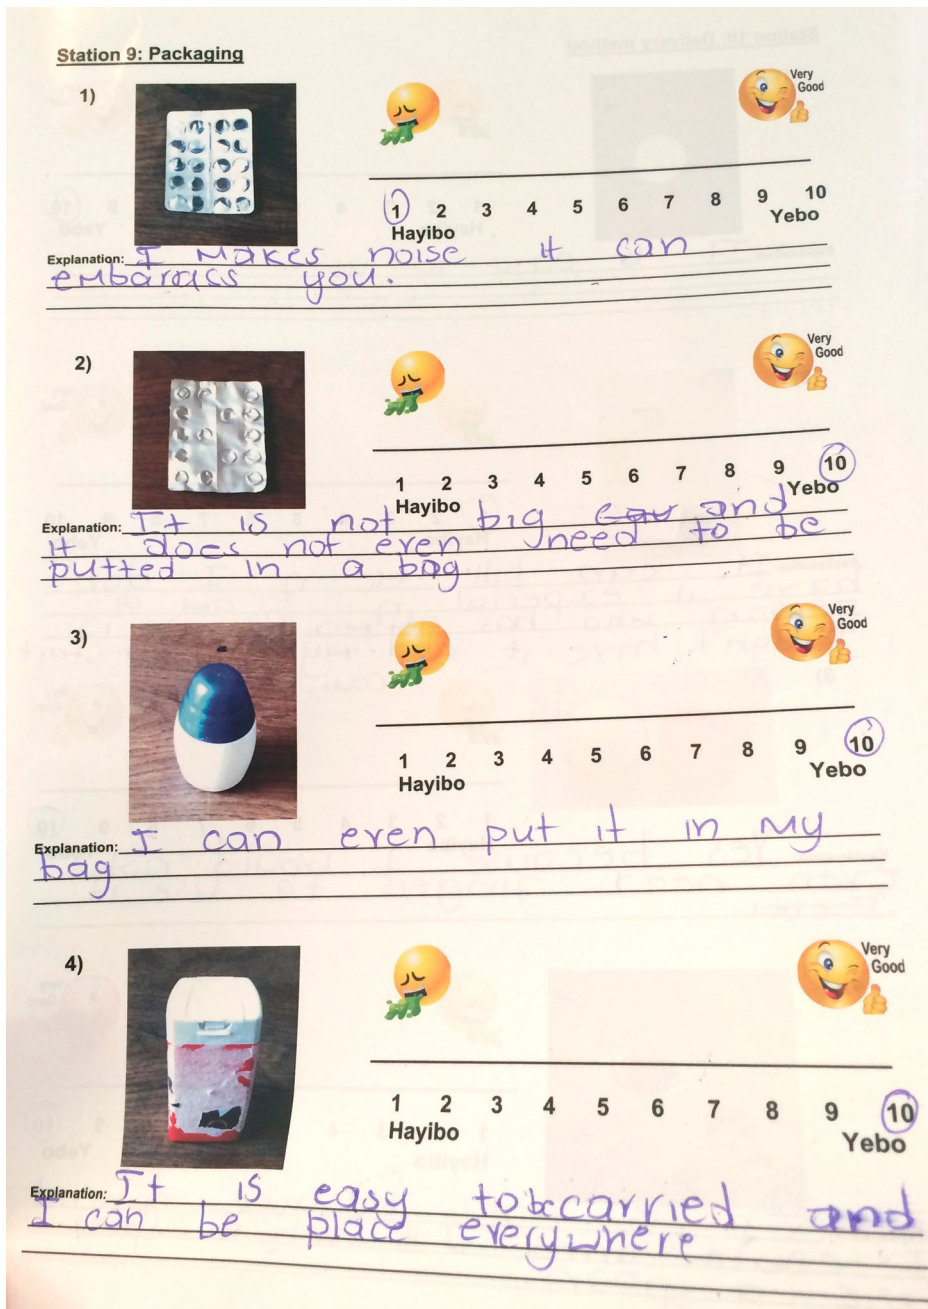 Station 9: Packaging
1)
Very
Good
1 2 3 4 5 6 7 8 9 10
Hayibo Yebo
Explanation: I makes noise it can
embarass you.
2)
Very
Good
1 2 3 4 5 6 7 8 9 10
Hayibo Yebo
Explanation: It is not big and
it does not even need to be
putted in a bag
3)
Very
Good
1 2 3 4 5 6 7 8 9 10
Hayibo Yebo
Explanation: I can even put it in my
bag
4)
Very
Good
1 2 3 4 5 6 7 8 9 10
Hayibo Yebo
Explanation: It is easy to be carried and
I can be place everywhere